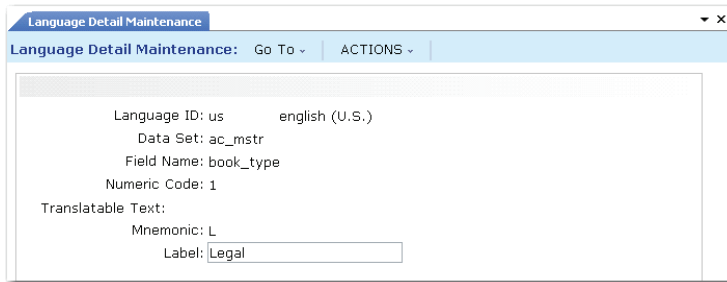 Language Detail Maintenance
Language Detail Maintenance: Go To ACTIONS
Language ID: us english (U.S.)
Data Set: ac_mstr
Field Name: book_type
Numeric Code: 1
Translatable Text:
Mnemonic: L
Label: Legal